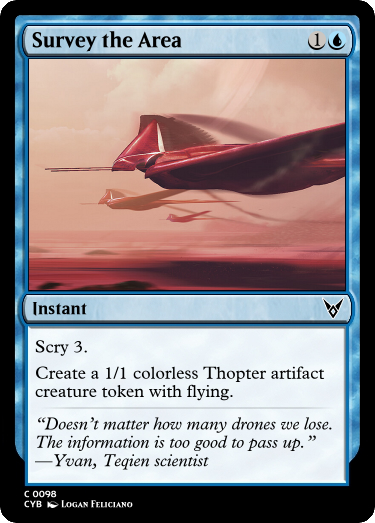 Survey the Area 1
Instant
Scry 3.
Create a 1/1 colorless Thopter artifact
creature token with flying.
“Doesn’t matter how many drones we lose.
The information is too good to pass up.”
—Yvan, Teqien scientist
C 0098
CYB Logan Feliciano